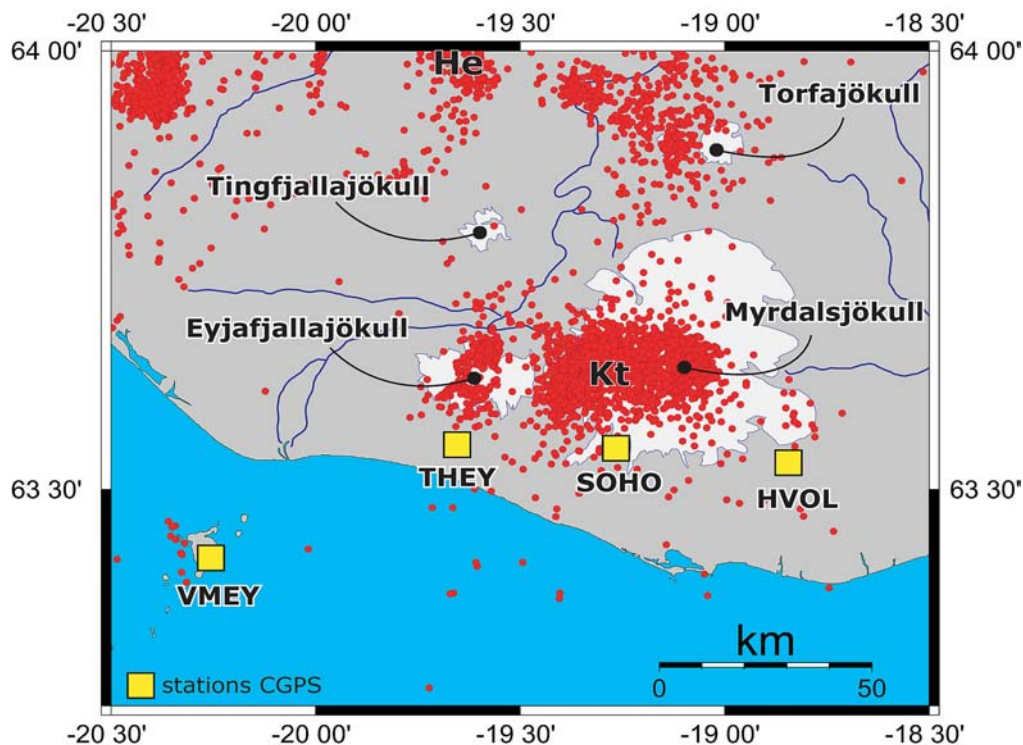 -20 30' -20 00' -19 30' -19 00' -18 30'
64 00' 64 00'
He
Torfajökull
Tingfjallajökull
Eyjafjallajökull
Myrdalsjökull
Kt
THEY
SOHO
HVOL
63 30' 63 30'
VMEY
km
stations CGPS
0 50
-20 30' -20 00' -19 30' -19 00' -18 30'